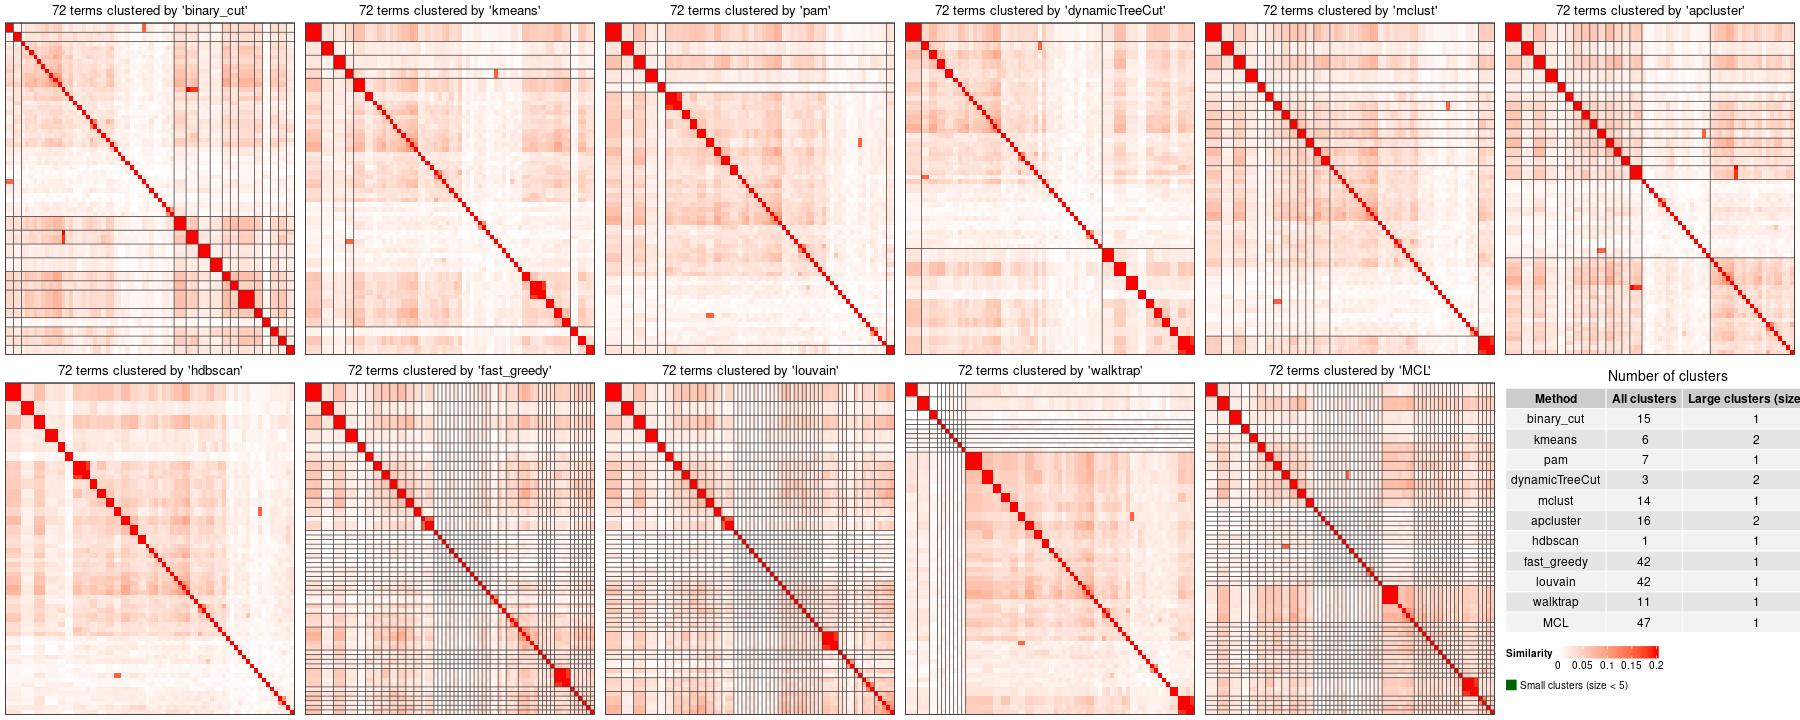 72 terms clustered by 'binary_cut'
72 terms clustered by 'kmeans'
72 terms clustered by 'pam'
72 terms clustered by 'dynamicTreeCut'
72 terms clustered by 'mclust'
72 terms clustered by 'apcluster'
72 terms clustered by 'hdbscan'
72 terms clustered by 'fast_greedy'
72 terms clustered by 'louvain'
72 terms clustered by 'walktrap'
72 terms clustered by 'MCL'
Number of clusters
Method All clusters Large clusters (size
binary_cut 15 1
kmeans 6 2
pam 7 1
dynamicTreeCut 3 2
mclust 14 1
apcluster 16 2
hdbscan 1 1
fast_greedy 42 1
louvain 42 1
walktrap 11 1
MCL 47 1
Similarity
0 0.05 0.1 0.15 0.2
Small clusters (size < 5)